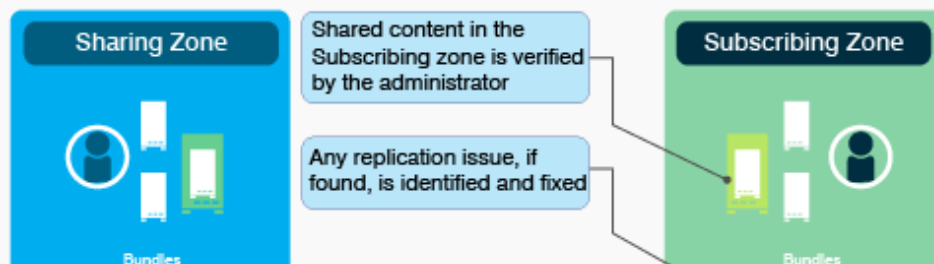 Sharing Zone
Shared content in the
Subscribing zone is verified
by the administrator
Any replication issue, if
found, is identified and fixed
Subscribing Zone
Bundles
Bundles